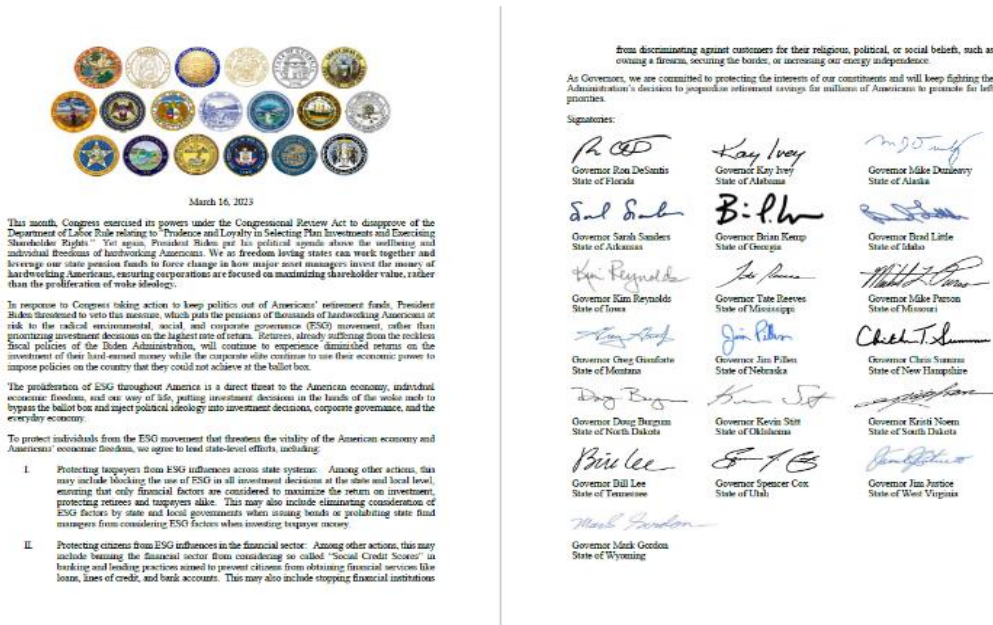 March 16, 2023
This month, Congress exercised its powers under the Congressional Review Act to disapprove of the
Department of Labor Rule relating to "Prudence and Loyalty in Selecting Plan Investments and Exercising
Shareholder Rights." Yet again, President Biden put his political agenda above the wellbeing and
individual freedoms of hardworking Americans. We as freedom loving states can work together and
leverage our state pension funds to force change in how major asset managers invest the money of
hardworking Americans, ensuring corporations are focused on maximizing shareholder value, rather
than the proliferation of woke ideology.
In response to Congress taking action to keep politics out of Americans' retirement funds, President
Biden threatened to veto this measure, which puts the pensions of thousands of hardworking Americans at
risk to the radical environmental, social, and corporate governance (ESG) movement, rather than
prioritizing investment decisions on the highest rate of return. Retirees, already suffering from the reckless
fiscal policies of the Biden Administration, will continue to experience diminished returns on the
investment of their hard-earned money while the corporate elite continue to use their economic power to
impose policies on the country that they could not achieve at the ballot box.
The proliferation of ESG throughout America is a direct threat to the American economy, individual
economic freedom, and our way of life, putting investment decisions in the hands of the woke mob to
bypass the ballot box and inject political ideology into investment decisions, corporate governance, and the
everyday economy.
To protect individuals from the ESG movement that threatens the vitality of the American economy and
Americans' economic freedom, we agree to lead state-level efforts, including:
I. Protecting taxpayers from ESG influences across state systems: Among other actions, this
may include blocking the use of ESG in all investment decisions at the state and local level,
ensuring that only financial factors are considered to maximize the return on investment,
protecting retirees and taxpayers alike. This may also include eliminating consideration of
ESG factors by state and local governments when issuing bonds or prohibiting state fund
managers from considering ESG factors when investing taxpayer money.
II. Protecting citizens from ESG influences in the financial sector: Among other actions, this may
include banning the financial sector from considering so called "Social Credit Scores" in
banking and lending practices aimed to prevent citizens from obtaining financial services like
loans, lines of credit, and bank accounts. This may also include stopping financial institutions
from discriminating against customers for their religious, political, or social beliefs, such as
owning a firearm, securing the border, or increasing our energy independence.
As Governors, we are committed to protecting the interests of our constituents and will keep fighting the
Administration's decision to jeopardize retirement savings for millions of Americans to promote far left
priorities.
Signatories:
Kay Ivey
Governor Ron DeSantis Governor Kay Ivey Governor Mike Dunleavy
State of Florida State of Alabama State of Alaska
Governor Sarah Sanders Governor Brian Kemp Governor Brad Little
State of Arkansas State of Georgia State of Idaho
Kim Reynolds
Governor Kim Reynolds Governor Tate Reeves Governor Mike Parson
State of Iowa State of Mississippi State of Missouri
Jim Pillen
Governor Greg Gianforte Governor Jim Pillen Governor Chris Sununu
State of Montana State of Nebraska State of New Hampshire
Governor Doug Burgum Governor Kevin Stitt Governor Kristi Noem
State of North Dakota State of Oklahoma State of South Dakota
Bill Lee
Governor Bill Lee Governor Spencer Cox Governor Jim Justice
State of Tennessee State of Utah State of West Virginia
Mark Gordon
Governor Mark Gordon
State of Wyoming